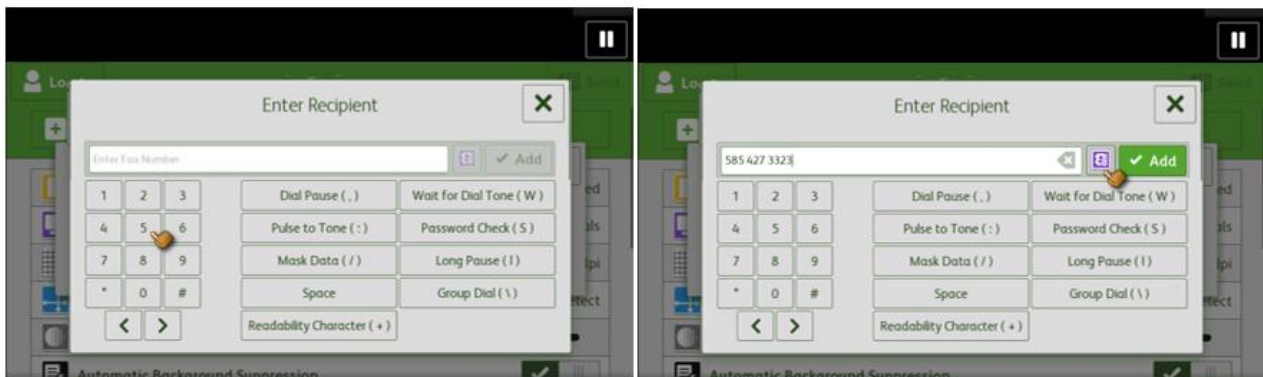 Enter Recipient
Enter Fax Number
Add
1 2 3
Dial Pause ( , )
Wait for Dial Tone ( W )
4 5 6
Pulse to Tone ( : )
Password Check ( S )
7 8 9
Mask Data ( / )
Long Pause ( I )
* 0 #
Space
Group Dial ( \ )
< >
Readability Character ( + )
Automatic Background Suppression
Enter Recipient
585 427 3323
Add
1 2 3
Dial Pause ( , )
Wait for Dial Tone ( W )
4 5 6
Pulse to Tone ( : )
Password Check ( S )
7 8 9
Mask Data ( / )
Long Pause ( I )
* 0 #
Space
Group Dial ( \ )
< >
Readability Character ( + )
Automatic Background Suppression